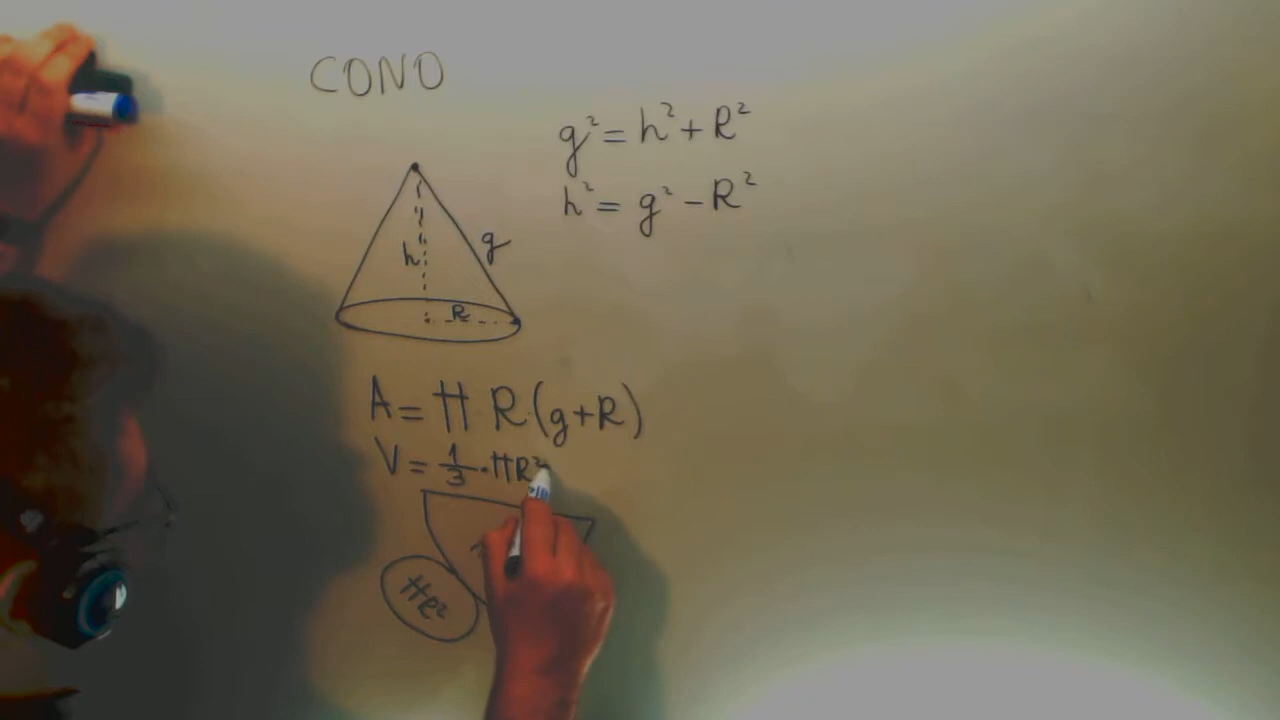 CONO
g² = h² + R²
h² = g² - R²
h
g
R
A = π R (g + R)
V = 1/3 · πR²
πR²